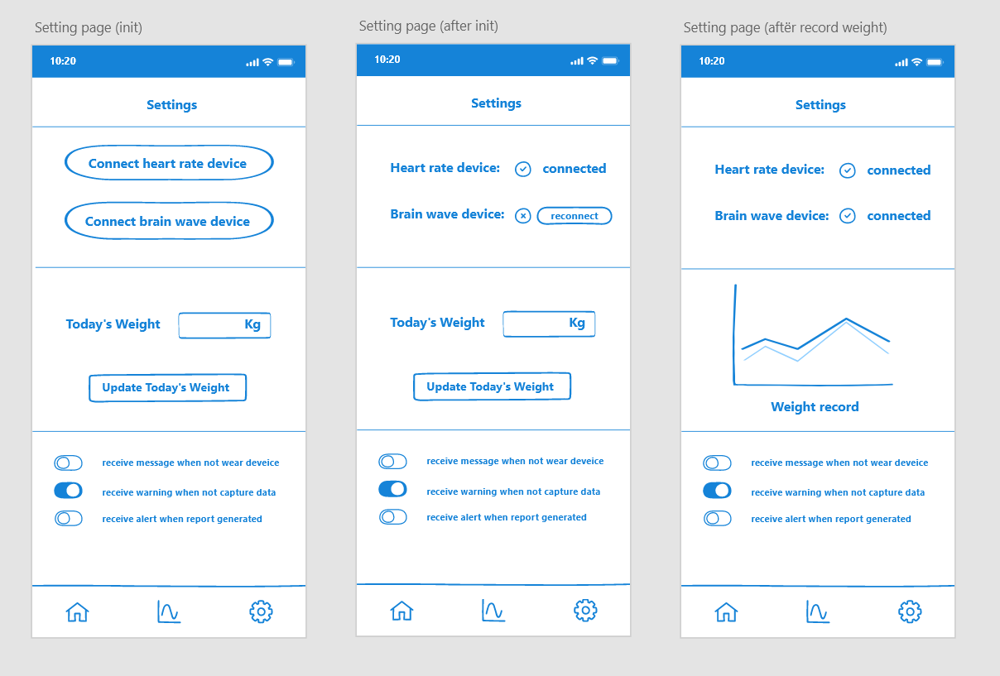 Setting page (init)
10:20
Settings
Connect heart rate device
Connect brain wave device
Today's Weight
Kg
Update Today's Weight
receive message when not wear deveice
receive warning when not capture data
receive alert when report generated
Setting page (after init)
10:20
Settings
Heart rate device:
connected
Brain wave device:
reconnect
Today's Weight
Kg
Update Today's Weight
receive message when not wear deveice
receive warning when not capture data
receive alert when report generated
Setting page (aftër record weight)
10:20
Settings
Heart rate device:
connected
Brain wave device:
connected
Weight record
receive message when not wear deveice
receive warning when not capture data
receive alert when report generated